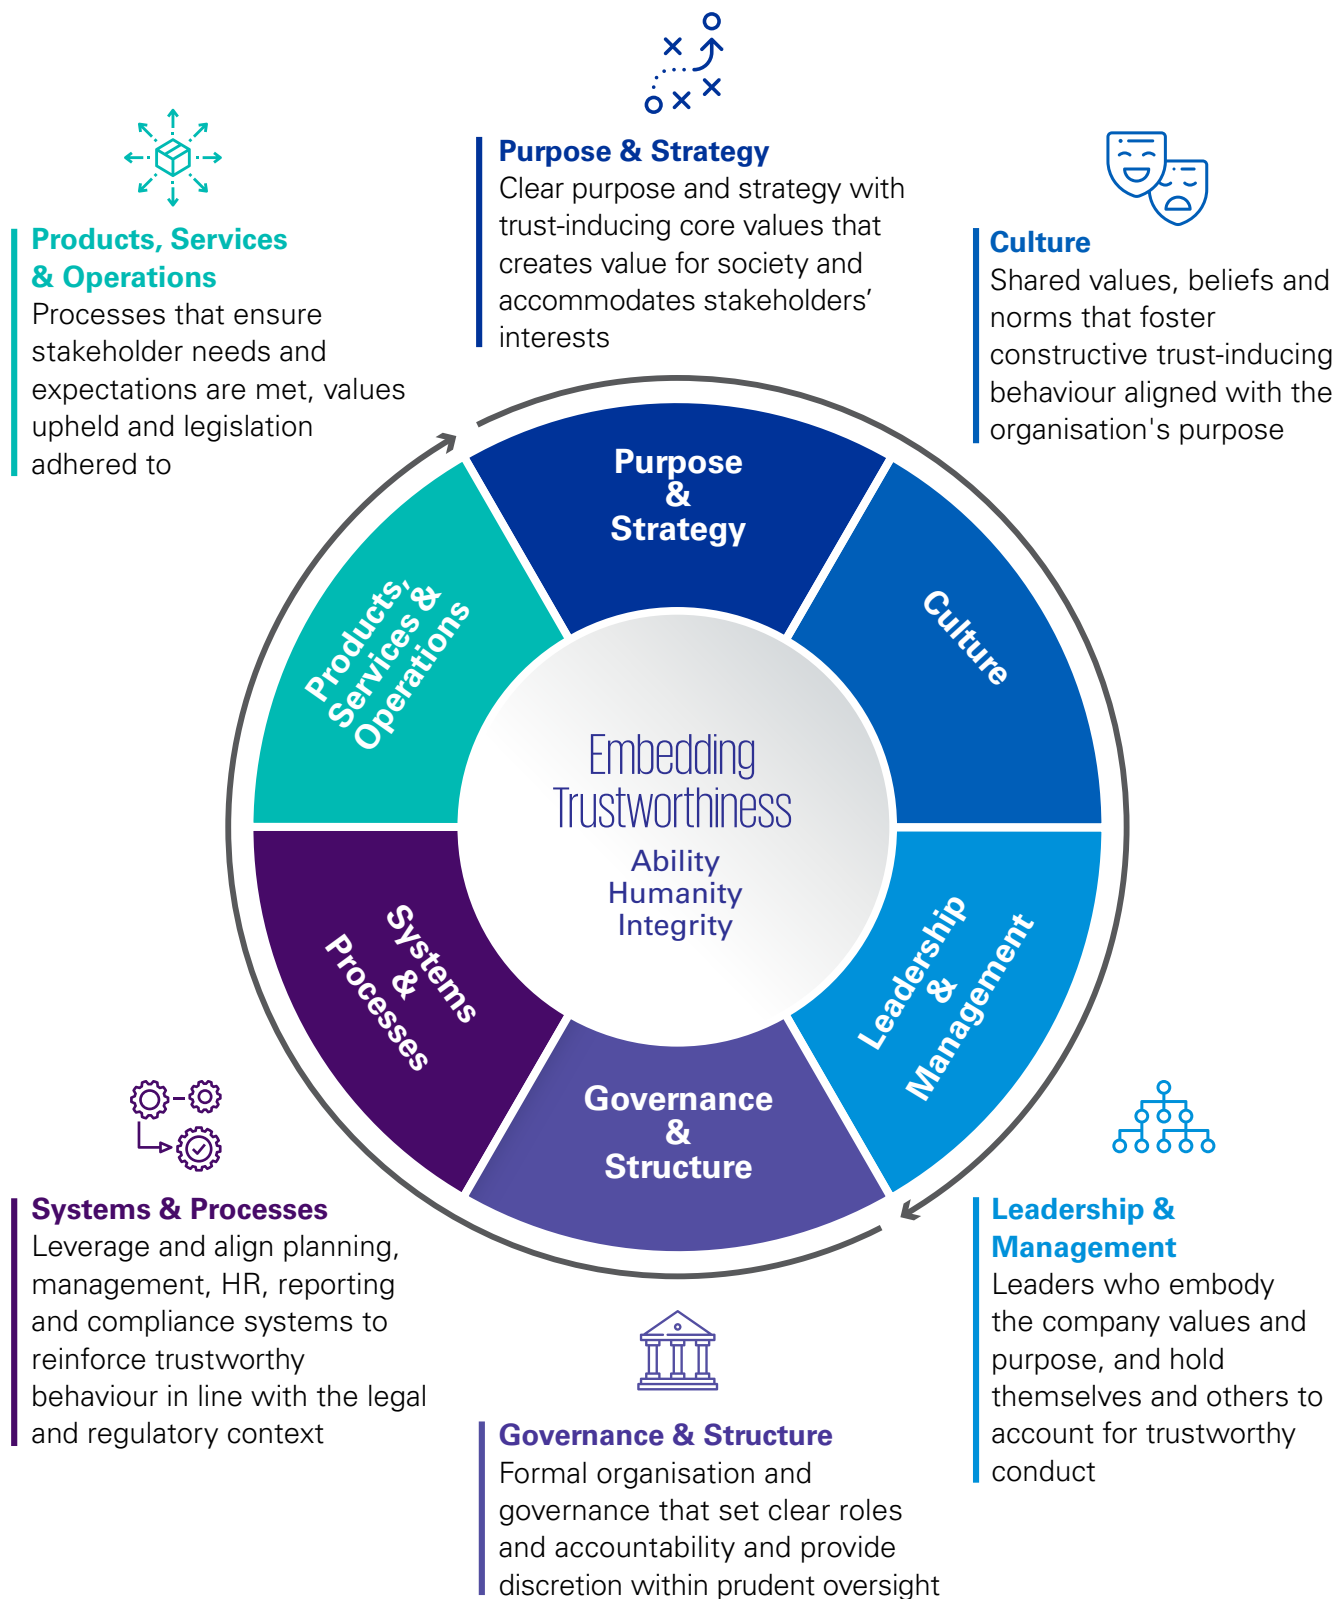 Purpose & Strategy
Clear purpose and strategy with
trust-inducing core values that
creates value for society and
accommodates stakeholders’
interests
Products, Services
& Operations
Processes that ensure
stakeholder needs and
expectations are met, values
upheld and legislation
adhered to
Culture
Shared values, beliefs and
norms that foster
constructive trust-inducing
behaviour aligned with the
organisation's purpose
Purpose
&
Strategy
Products,
Services &
Operations
Culture
Embedding
Trustworthiness
Ability
Humanity
Integrity
Systems
&
Processes
Leadership
&
Management
Governance
&
Structure
Systems & Processes
Leverage and align planning,
management, HR, reporting
and compliance systems to
reinforce trustworthy
behaviour in line with the legal
and regulatory context
Leadership &
Management
Leaders who embody
the company values and
purpose, and hold
themselves and others to
account for trustworthy
conduct
Governance & Structure
Formal organisation and
governance that set clear roles
and accountability and provide
discretion within prudent oversight